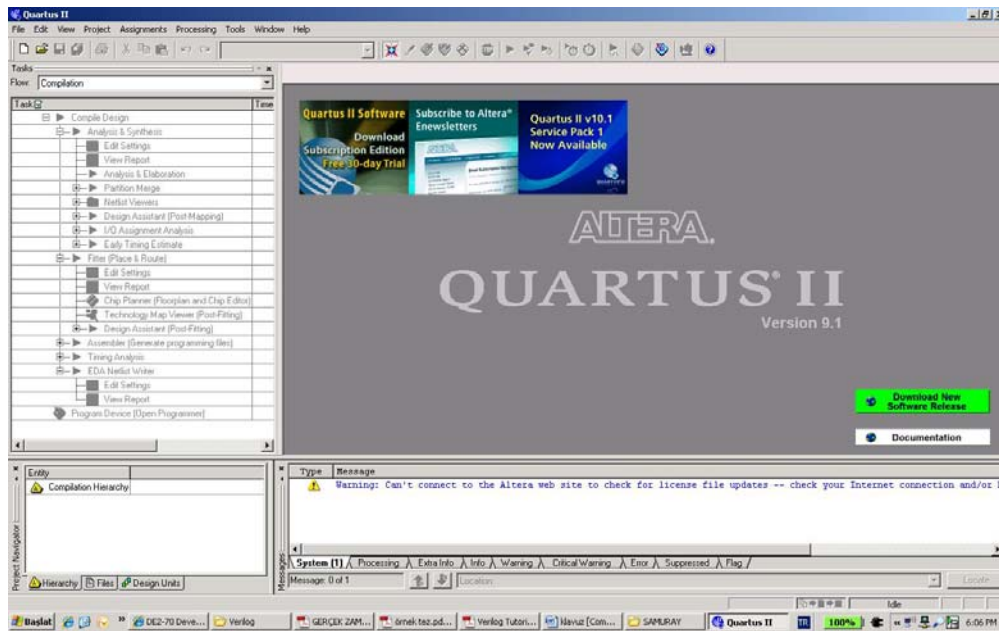 Quartus II
File Edit View Project Assignments Processing Tools Window Help
Tasks
Flow: Compilation
Task Time
Compile Design
Analysis & Synthesis
Edit Settings
View Report
Analysis & Elaboration
Partition Merge
Netlist Viewers
Design Assistant (Post Mapping)
I/O Assignment Analysis
Early Timing Estimate
Fitter (Place & Route)
Edit Settings
View Report
Chip Planner (Floorplan and Chip Editor)
Technology Map Viewer (Post-Fitting)
Design Assistant (Post-Fitting)
Assembler (Generate programming files)
Timing Analysis
EDA Netlist Writer
Edit Settings
View Report
Program Device (Open Programmer)
Quartus II Software
Download
Subscription Edition
Free 30-day Trial
Subscribe to Altera®
Enewsletters
Quartus II v10.1
Service Pack 1
Now Available
ALTERA.
QUARTUS® II
Version 9.1
Download New
Software Release
Documentation
Entity
Compilation Hierarchy
Project Navigator
Hierarchy Files Design Units
Type Message
Warning: Can't connect to the Altera web site to check for license file updates -- check your Internet connection and/or
System (1) Processing Extra Info Info Warning Critical Warning Error Suppressed Flag
Messages
Message: 0 of 1 Location: Locate
Idle
Başlat DE2-70 Deve... Verilog GERÇEK ZAM... örnek tez.pd... Verilog Tutori... klavuz [Com... SAMURAY Quartus II TR 100% 6:06 PM